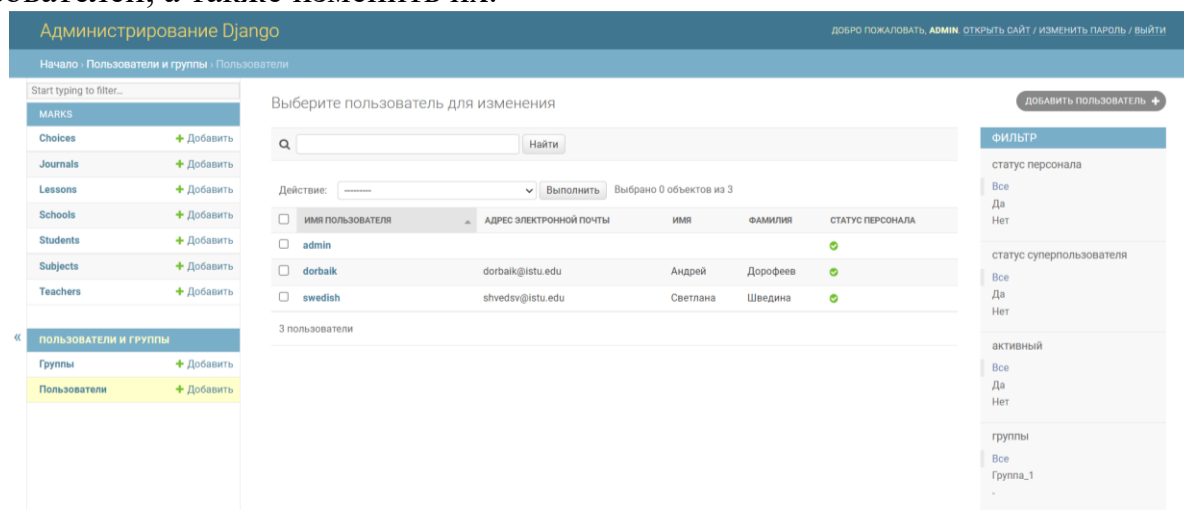 а также изменить их.
Администрирование Django
ДОБРО ПОЖАЛОВАТЬ, ADMIN. ОТКРЫТЬ САЙТ / ИЗМЕНИТЬ ПАРОЛЬ / ВЫЙТИ
Начало › Пользователи и группы › Пользователи
Start typing to filter...
MARKS
Choices + Добавить
Journals + Добавить
Lessons + Добавить
Schools + Добавить
Students + Добавить
Subjects + Добавить
Teachers + Добавить
«
ПОЛЬЗОВАТЕЛИ И ГРУППЫ
Группы + Добавить
Пользователи + Добавить
Выберите пользователь для изменения
ДОБАВИТЬ ПОЛЬЗОВАТЕЛЬ +
Найти
Действие: --------- Выполнить Выбрано 0 объектов из 3
ИМЯ ПОЛЬЗОВАТЕЛЯ АДРЕС ЭЛЕКТРОННОЙ ПОЧТЫ ИМЯ ФАМИЛИЯ СТАТУС ПЕРСОНАЛА
admin
dorbaik dorbaik@istu.edu Андрей Дорофеев
swedish shvedsv@istu.edu Светлана Шведина
3 пользователи
ФИЛЬТР
статус персонала
Все
Да
Нет
статус суперпользователя
Все
Да
Нет
активный
Все
Да
Нет
группы
Все
Группа_1
-